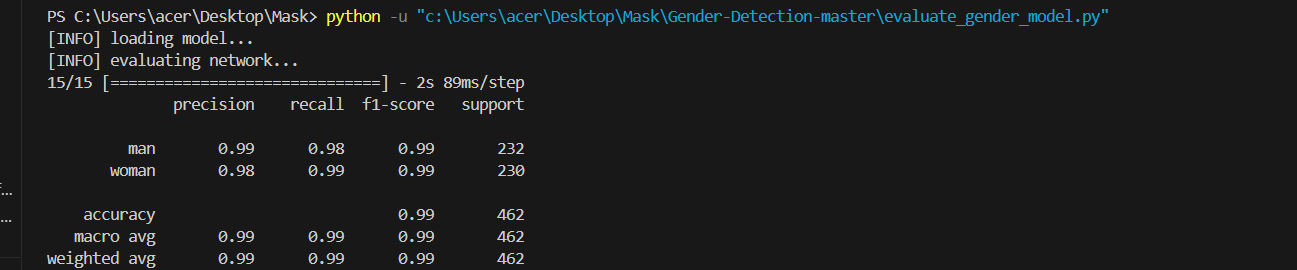 PS C:\Users\acer\Desktop\Mask> python -u "c:\Users\acer\Desktop\Mask\Gender-Detection-master\evaluate_gender_model.py"
[INFO] loading model...
[INFO] evaluating network...
15/15 [==============================] - 2s 89ms/step
              precision    recall  f1-score   support

         man       0.99      0.98      0.99       232
       woman       0.98      0.99      0.99       230
f...
...
    accuracy                           0.99       462
   macro avg       0.99      0.99      0.99       462
weighted avg       0.99      0.99      0.99       462